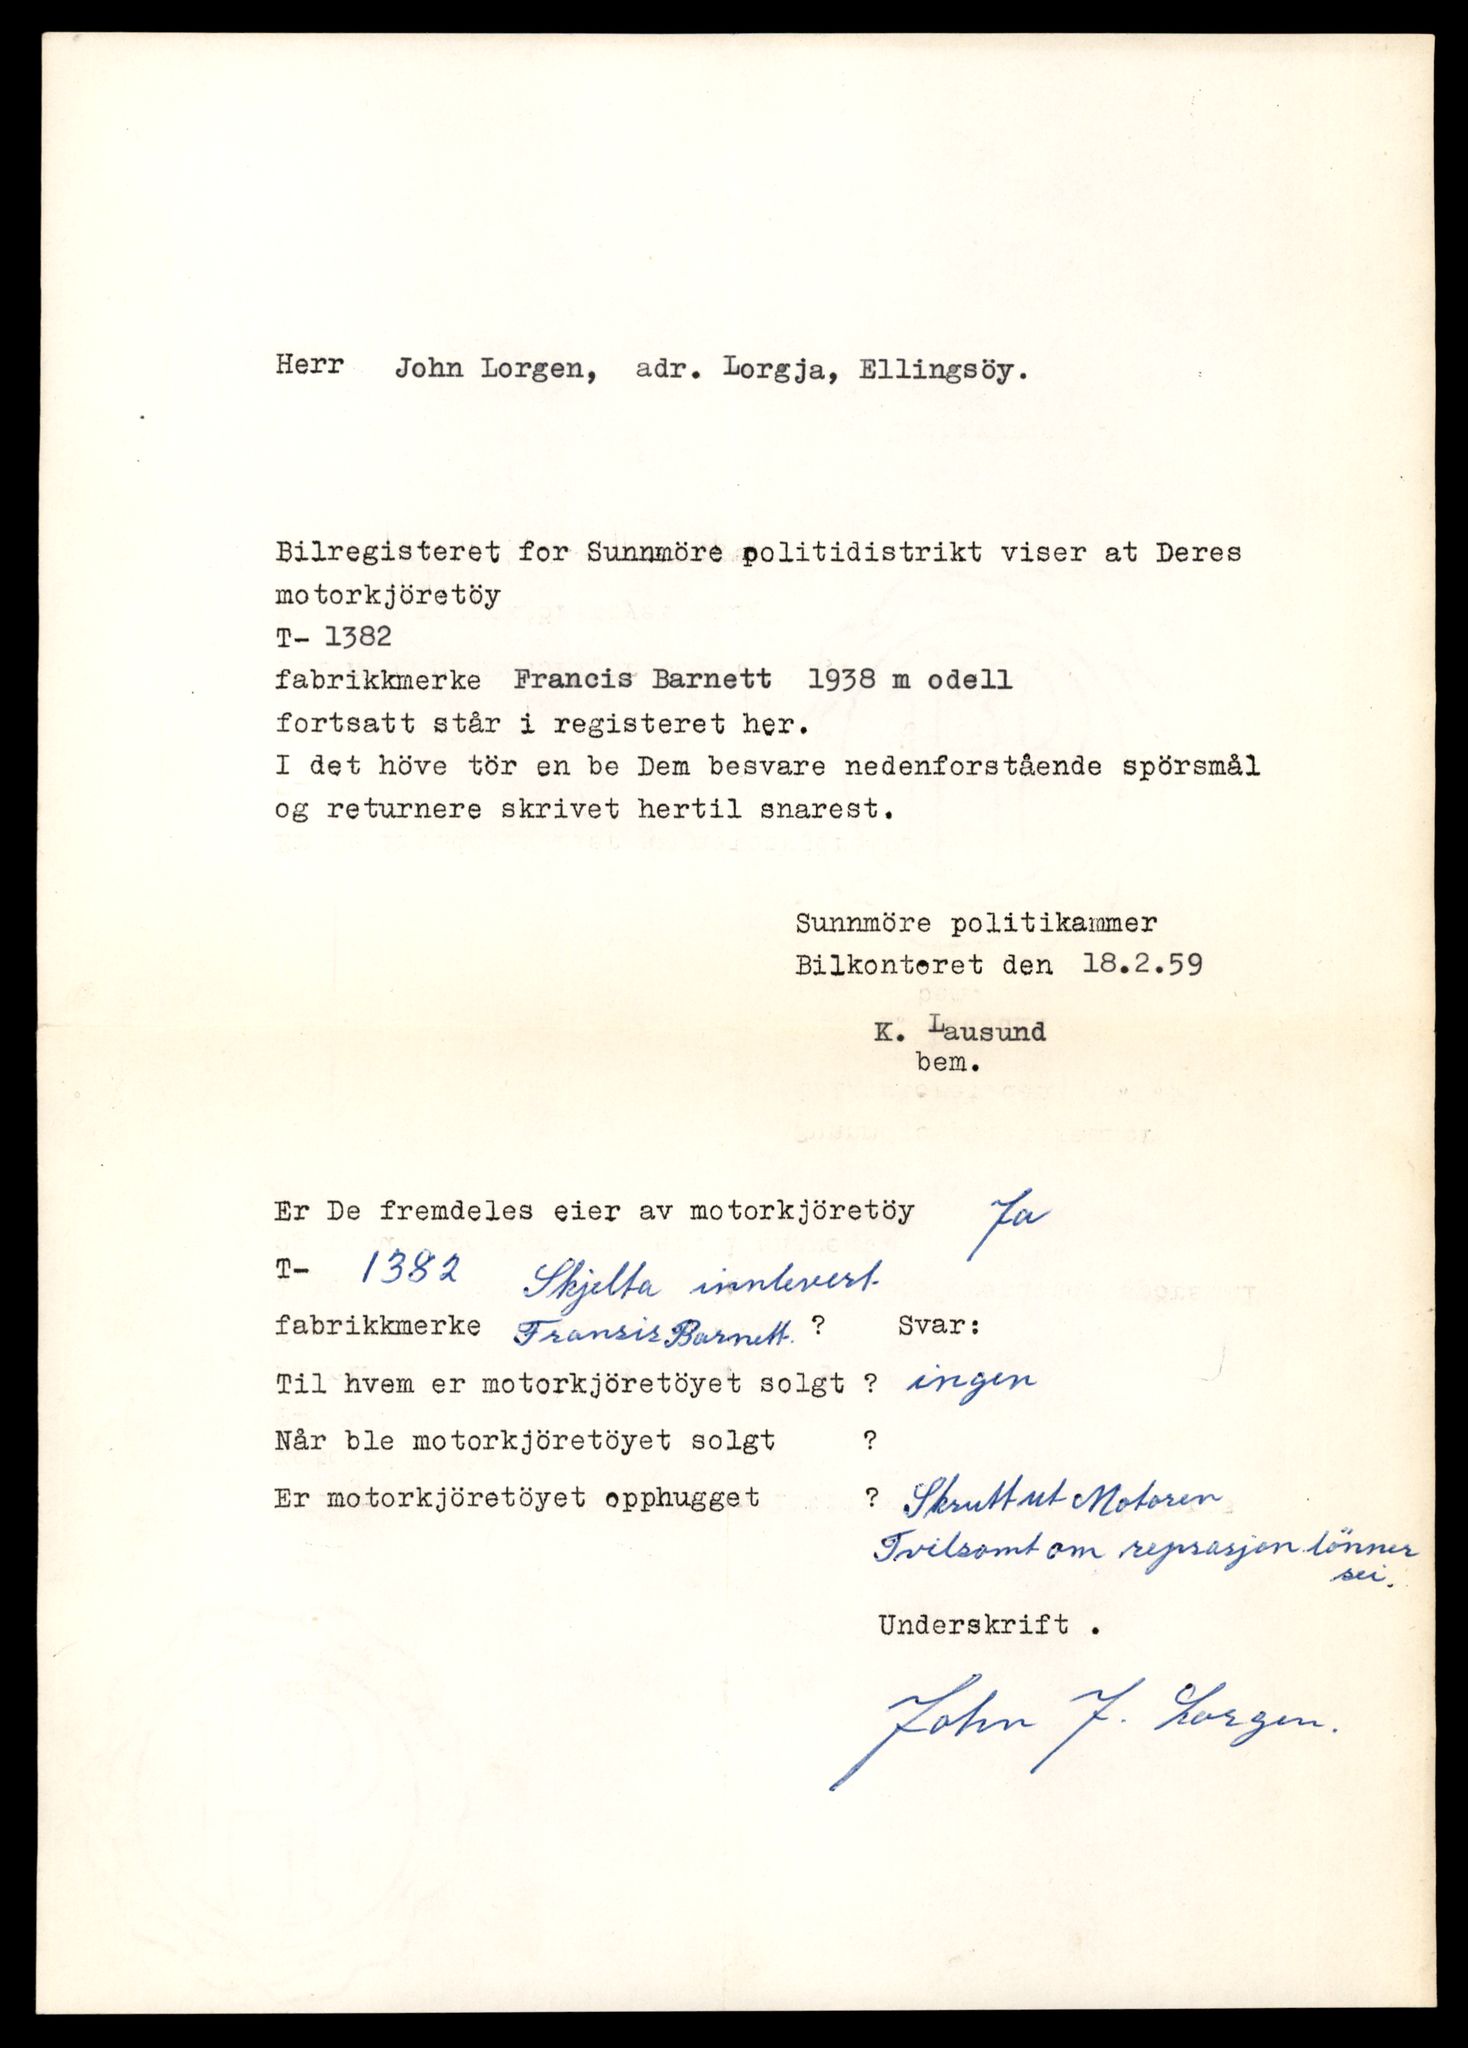 Herr John Lorgen, adr. Lorgja, Ellingsöy.
Bilregisteret for Sunnmöre politidistrikt viser at Deres
motorkjöretöy
T- 1382
fabrikkmerke Francis Barnett 1938 m odell
fortsatt står i registeret her.
I det höve tör en be Dem besvare nedenforstående spörsmål
og returnere skrivet hertil snarest.
Sunnmöre politikammer
Bilkontoret den 18.2.59
K. Lausund
bem.
Er De fremdeles eier av motorkjöretöy Ja
T- 1382 Skjelta innlevert
fabrikkmerke Fransis Barnett. ? Svar:
Til hvem er motorkjöretöyet solgt ? ingen
Når ble motorkjöretöyet solgt ?
Er motorkjöretöyet opphugget ? Skrutt ut Motoren
Tvilsomt om reprasjon lönner
sei.
Underskrift .
John J. Lorgen.